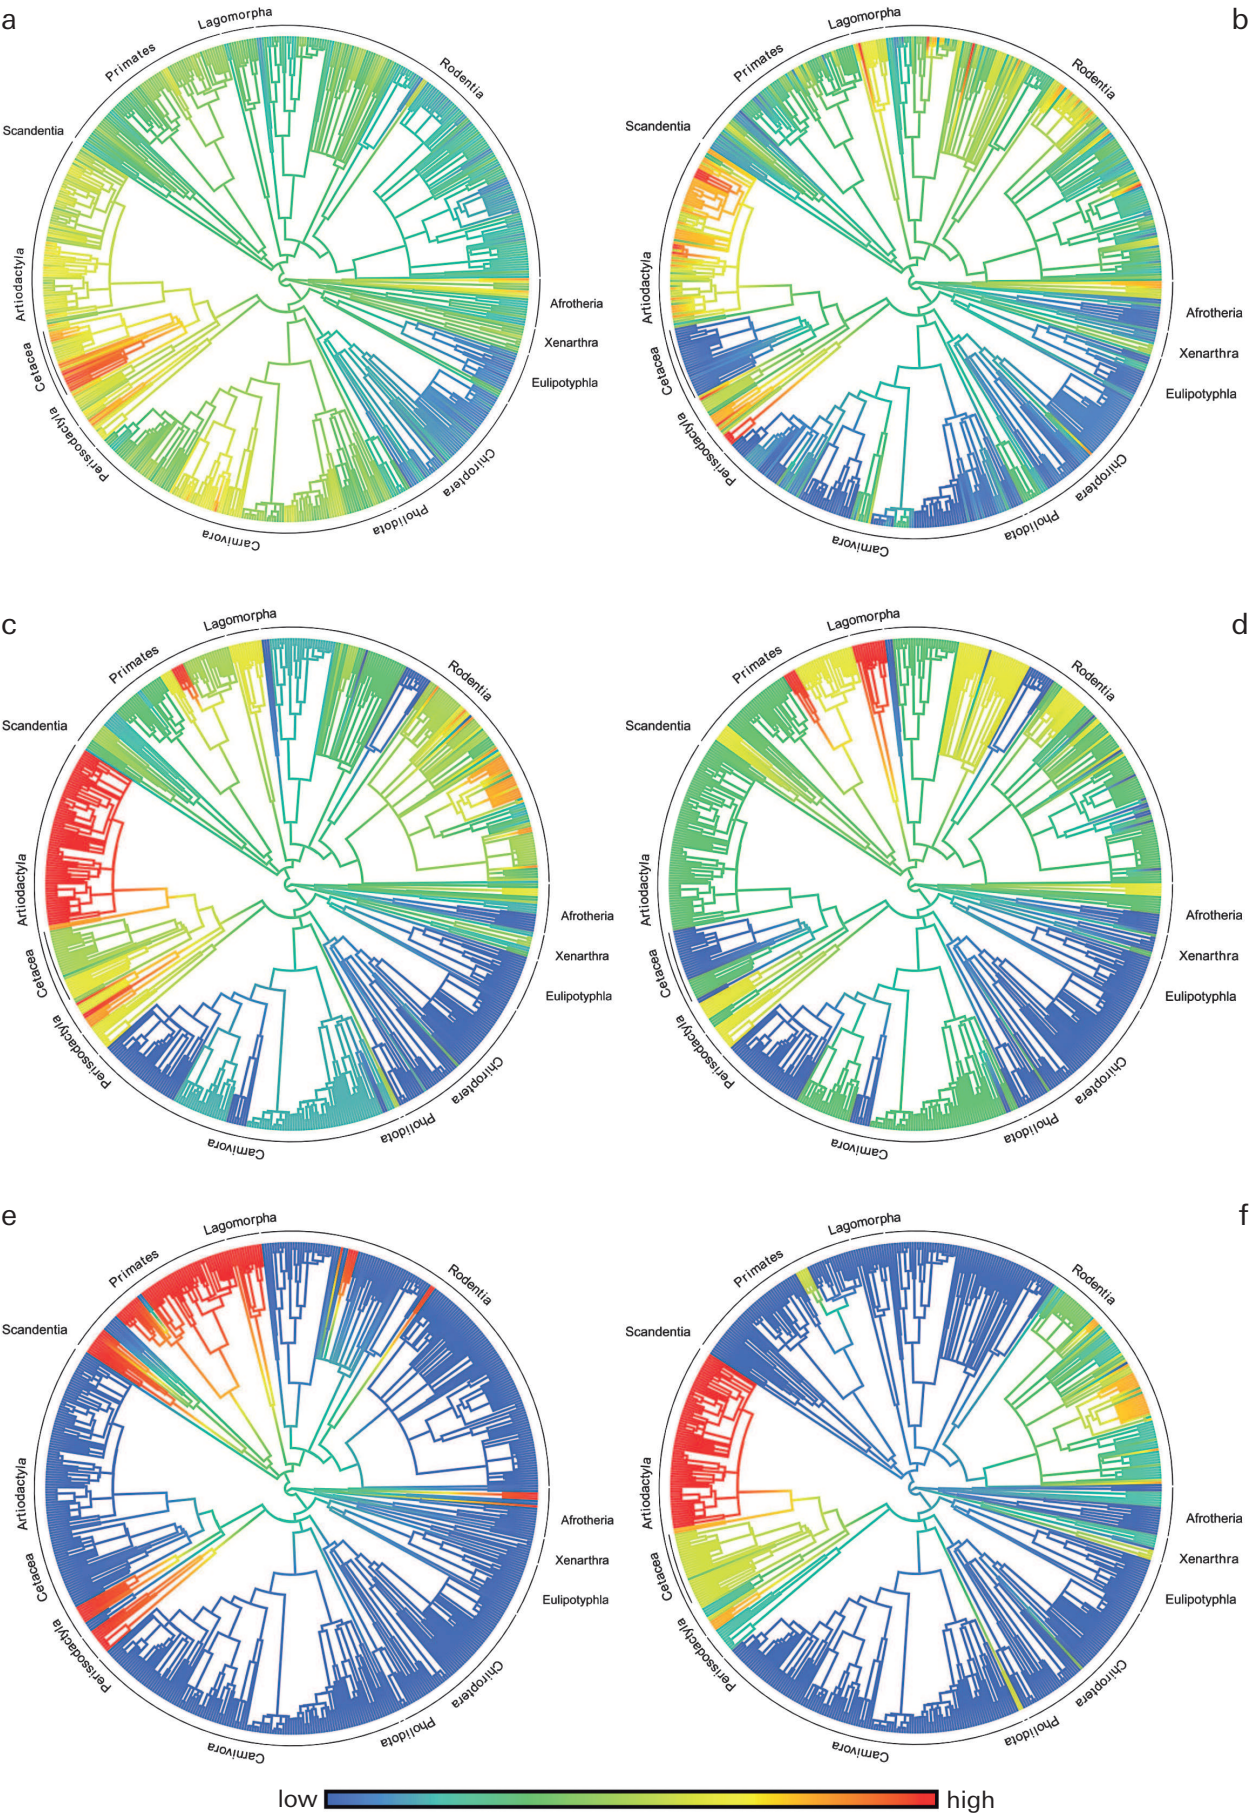 a
Lagomorpha
Primates
Rodentia
Scandentia
Artiodactyla
Afrotheria
Xenarthra
Eulipotyphla
Cetacea
Perissodactyla
Chiroptera
Pholidota
Carnivora
b
Lagomorpha
Primates
Rodentia
Scandentia
Artiodactyla
Afrotheria
Xenarthra
Eulipotyphla
Cetacea
Perissodactyla
Chiroptera
Pholidota
Carnivora
c
Lagomorpha
Primates
Rodentia
Scandentia
Artiodactyla
Afrotheria
Xenarthra
Eulipotyphla
Cetacea
Perissodactyla
Chiroptera
Pholidota
Carnivora
d
Lagomorpha
Primates
Rodentia
Scandentia
Artiodactyla
Afrotheria
Xenarthra
Eulipotyphla
Cetacea
Perissodactyla
Chiroptera
Pholidota
Carnivora
e
Lagomorpha
Primates
Rodentia
Scandentia
Artiodactyla
Afrotheria
Xenarthra
Eulipotyphla
Cetacea
Perissodactyla
Chiroptera
Pholidota
Carnivora
f
Lagomorpha
Primates
Rodentia
Scandentia
Artiodactyla
Afrotheria
Xenarthra
Eulipotyphla
Cetacea
Perissodactyla
Chiroptera
Pholidota
Carnivora
low high